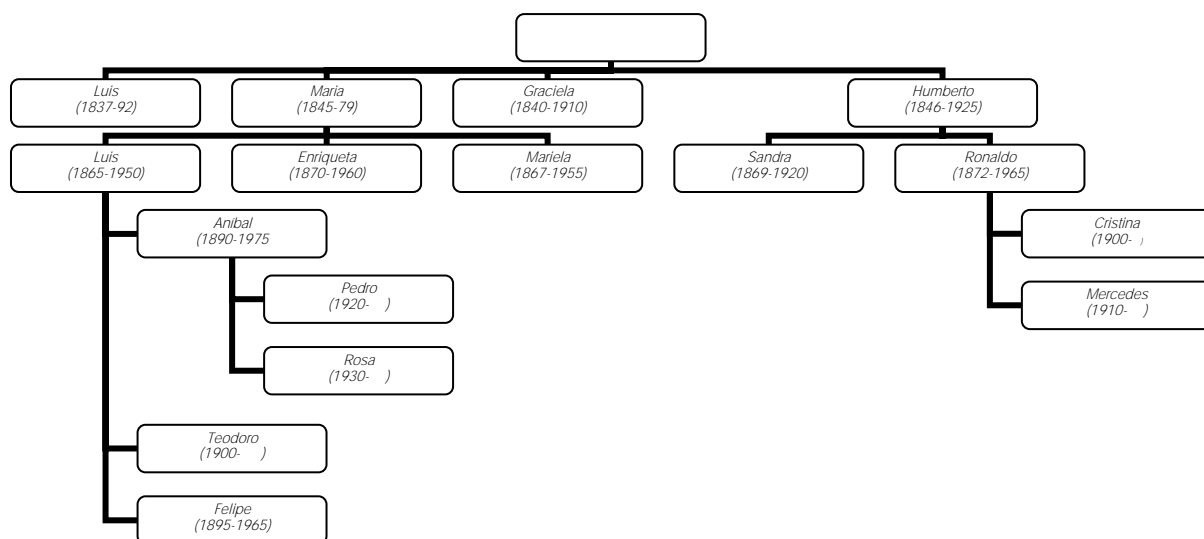 Luis
(1837-92)
Maria
(1845-79)
Graciela
(1840-1910)
Humberto
(1846-1925)
Luis
(1865-1950)
Enriqueta
(1870-1960)
Mariela
(1867-1955)
Sandra
(1869-1920)
Ronaldo
(1872-1965)
Anibal
(1890-1975
Cristina
(1900- )
Pedro
(1920- )
Mercedes
(1910- )
Rosa
(1930- )
Teodoro
(1900- )
Felipe
(1895-1965)